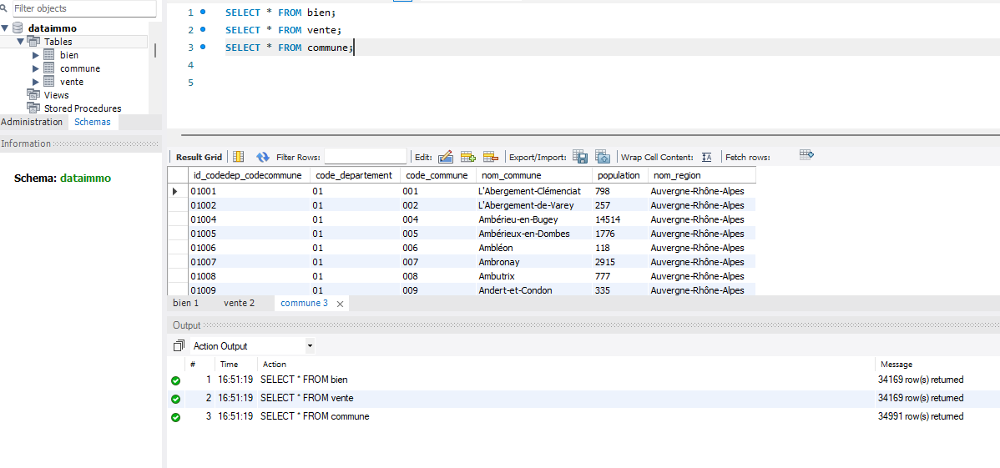 Filter objects
dataimmo
Tables
bien
commune
vente
Views
Stored Procedures
Administration Schemas
Information
Schema: dataimmo
1 SELECT * FROM bien;
2 SELECT * FROM vente;
3 SELECT * FROM commune;
4
5
Result Grid Filter Rows: Edit: Export/Import: Wrap Cell Content: Fetch rows:
id_codedep_codecommune code_departement code_commune nom_commune population nom_region
01001 01 001 L'Abergement-Clémenciat 798 Auvergne-Rhône-Alpes
01002 01 002 L'Abergement-de-Varey 257 Auvergne-Rhône-Alpes
01004 01 004 Ambérieu-en-Bugey 14514 Auvergne-Rhône-Alpes
01005 01 005 Ambérieux-en-Dombes 1776 Auvergne-Rhône-Alpes
01006 01 006 Ambléon 118 Auvergne-Rhône-Alpes
01007 01 007 Ambronay 2915 Auvergne-Rhône-Alpes
01008 01 008 Ambutrix 777 Auvergne-Rhône-Alpes
01009 01 009 Andert-et-Condon 335 Auvergne-Rhône-Alpes
bien 1 vente 2 commune 3
Output
Action Output
# Time Action Message
1 16:51:19 SELECT * FROM bien 34169 row(s) returned
2 16:51:19 SELECT * FROM vente 34169 row(s) returned
3 16:51:19 SELECT * FROM commune 34991 row(s) returned